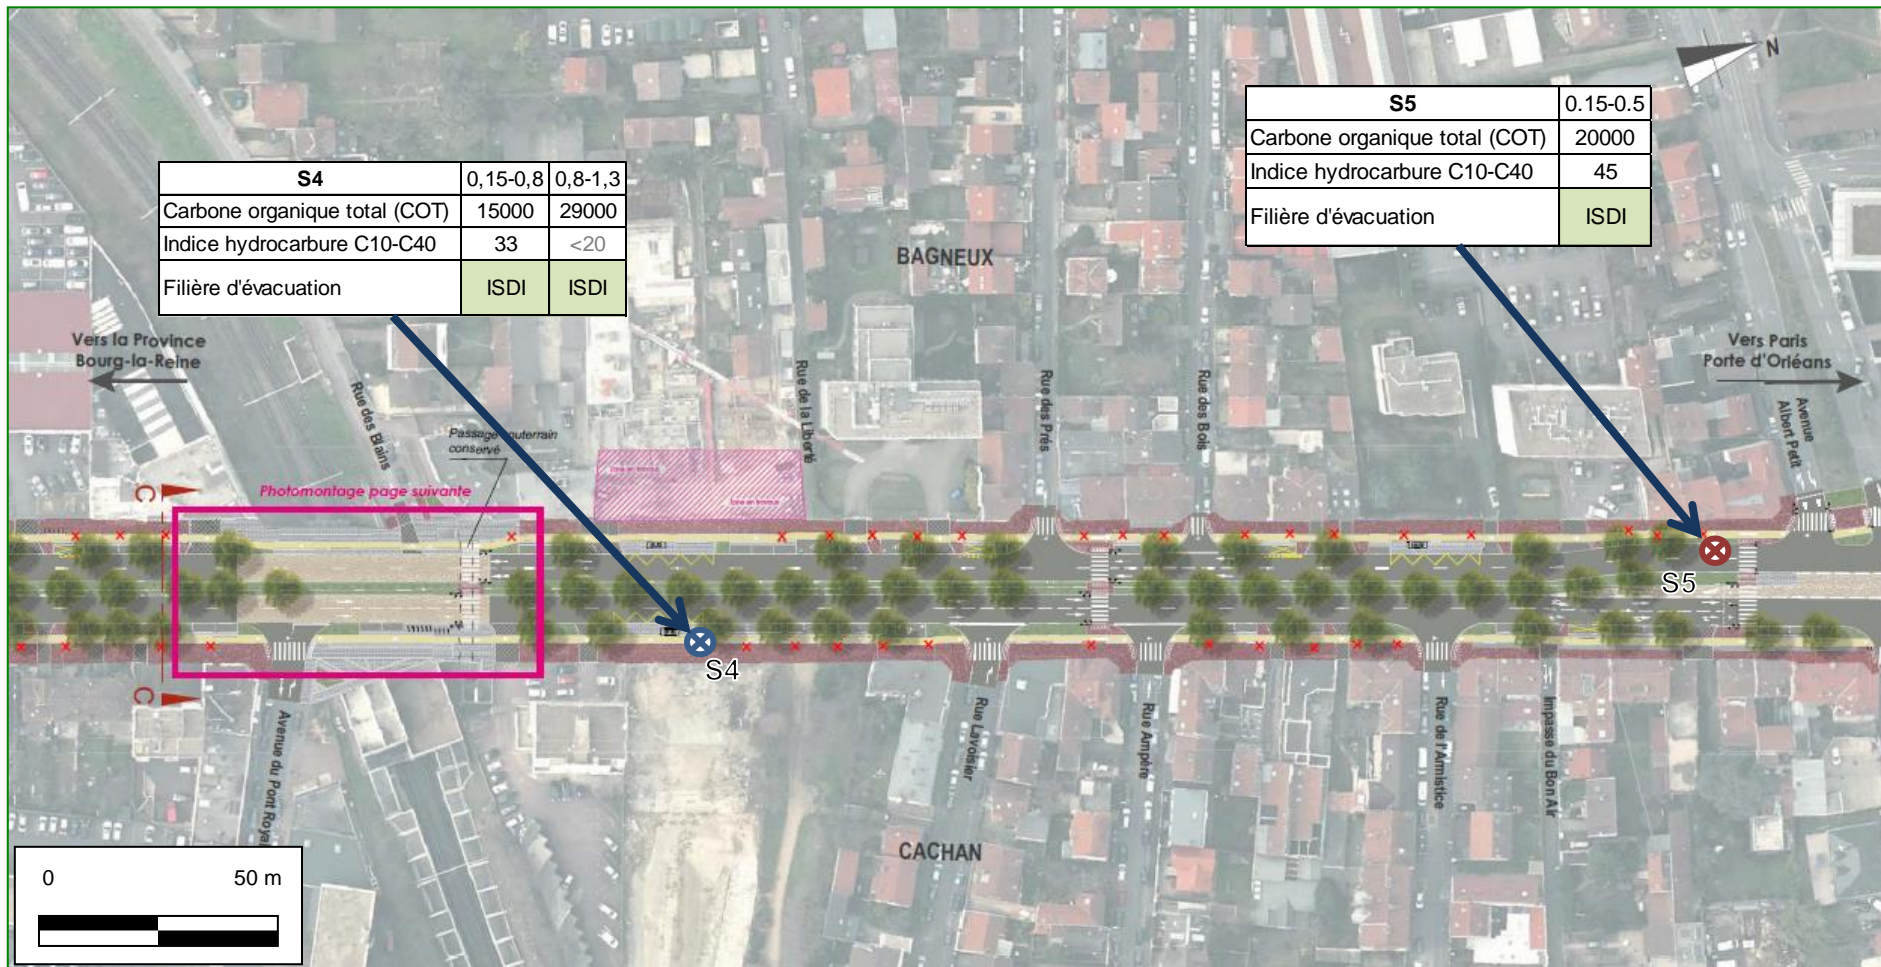 N
S5 0.15-0.5
Carbone organique total (COT) 20000
Indice hydrocarbure C10-C40 45
Filière d'évacuation ISDI
S4 0,15-0,8 0,8-1,3
Carbone organique total (COT) 15000 29000
Indice hydrocarbure C10-C40 33 <20
Filière d'évacuation ISDI ISDI
BAGNEUX
Vers la Province
Bourg-la-Reine
Vers Paris
Porte d'Orléans
Rue des Blains
Passage souterrain
conservé
Rue de la Liberté
Rue des Prés
Rue des Bois
Avenue
Albert Petit
Photomontage page suivante
C
S5
S4
C
Avenue du Pont Royal
Rue Lavoisier
Rue Ampère
Rue de l'Armistice
Impasse du Bon Air
CACHAN
0 50 m